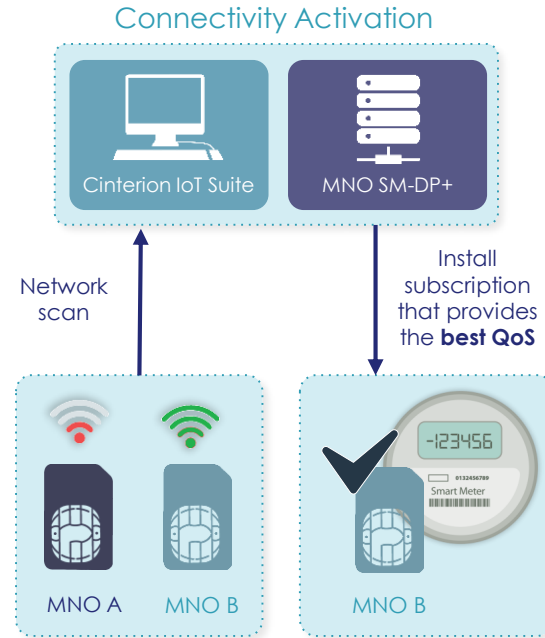 Connectivity Activation
Cinterion IoT Suite
MNO SM-DP+
Network
scan
Install
subscription
that provides
the best QoS
MNO A
MNO B
-123456
0132456789
Smart Meter
MNO B